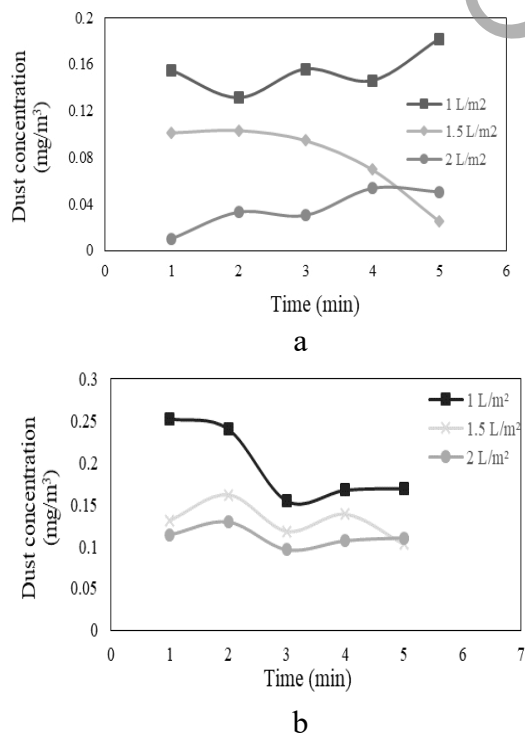 0.2
0.16
0.12
0.08
0.04
0
Dust concentration
(mg/m³)
1 L/m2
1.5 L/m2
2 L/m2
0 1 2 3 4 5 6
Time (min)
a
0.3
0.25
0.2
0.15
0.1
0.05
0
Dust concentration
(mg/m³)
1 L/m²
1.5 L/m²
2 L/m²
0 1 2 3 4 5 6 7
Time (min)
b